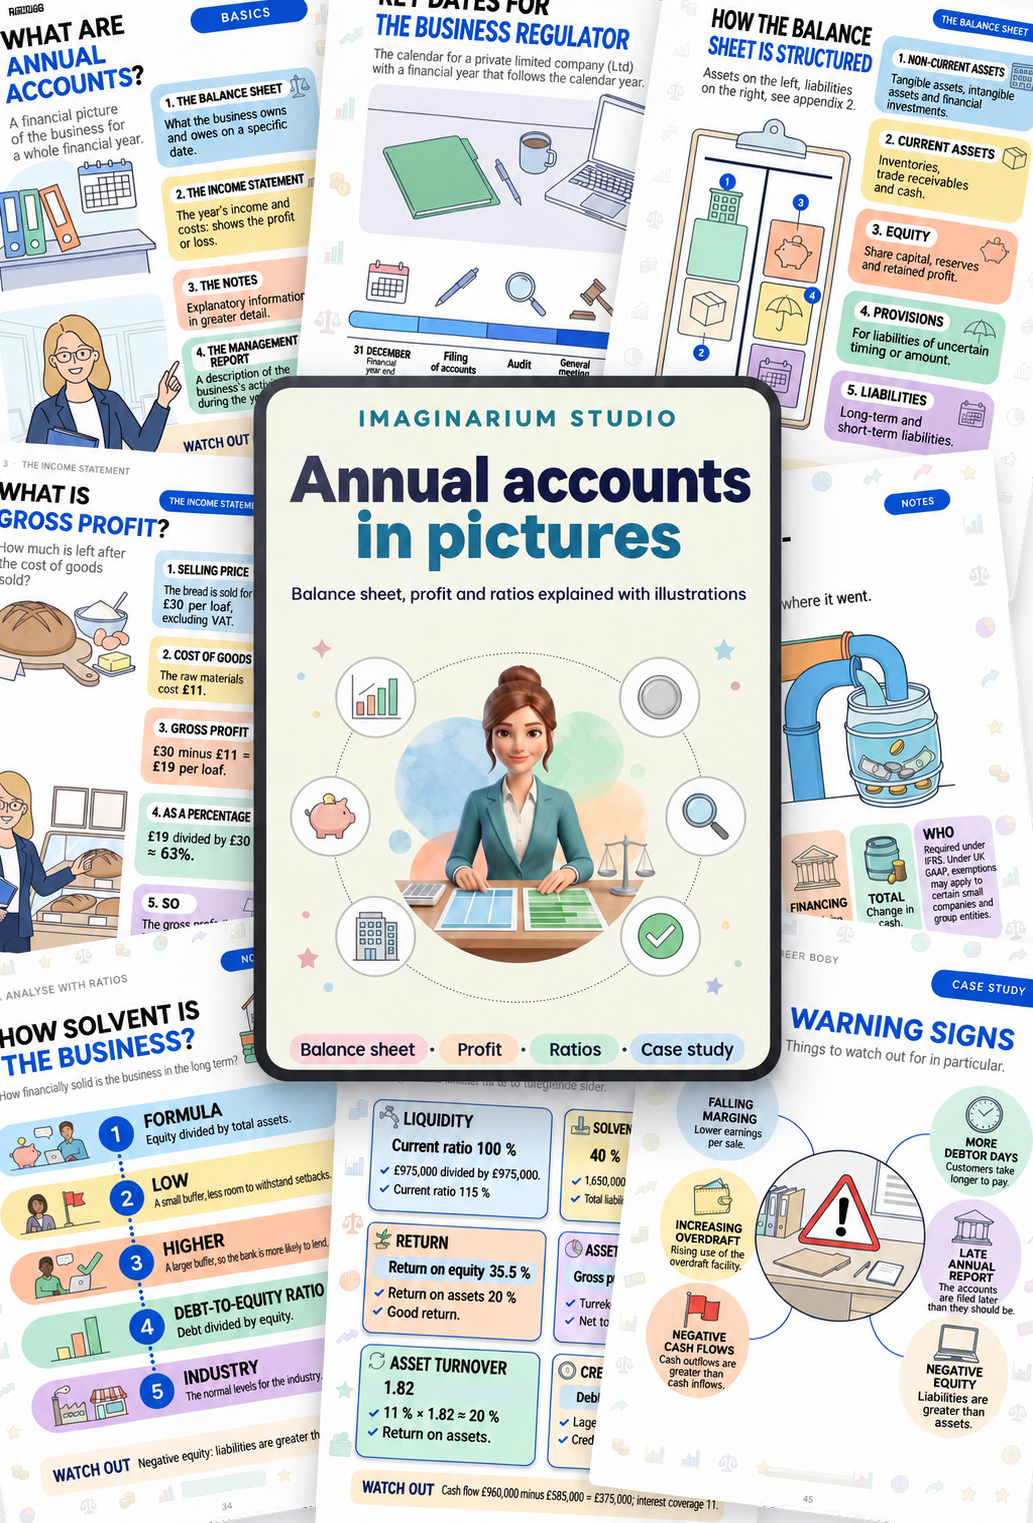 WHAT ARE
ANNUAL
ACCOUNTS?
A financial picture
of the business for
a whole financial year.
BASICS
1. THE BALANCE SHEET
What the business owns
and owes on a specific
date.
2. THE INCOME STATEMENT
The year's income and
costs: shows the profit
or loss.
3. THE NOTES
Explanatory information
in greater detail.
4. THE MANAGEMENT
REPORT
A description of the
business's
during the
WATCH OUT
KEY DATES FOR
THE BUSINESS REGULATOR
The calendar for a private limited company (Ltd)
with a financial year that follows the calendar year.
31 DECEMBER
Financial
year end
Filing
of accounts
Audit
General
meeting
HOW THE BALANCE
SHEET IS STRUCTURED
Assets on the left, liabilities
on the right, see appendix 2.
THE BALANCE SHEET
1
3
4
2
1. NON-CURRENT ASSETS
Tangible assets, intangible
assets and financial
investments.
2. CURRENT ASSETS
Inventories,
trade receivables
and cash.
3. EQUITY
Share capital, reserves
and retained profit.
4. PROVISIONS
For liabilities of uncertain
timing or amount.
5. LIABILITIES
Long-term and
short-term liabilities.
3 · THE INCOME STATEMENT
WHAT IS
GROSS PROFIT?
How much is left after
the cost of goods
sold?
THE INCOME
1. SELLING PRICE
The bread is sold for
£30 per loaf,
excluding VAT.
2. COST OF GOODS
The raw materials
cost £11.
3. GROSS PROFIT
£30 minus £11 =
£19 per loaf.
4. AS A PERCENTAGE
£19 divided by £30
≈ 63%.
5. SO
The gross
IMAGINARIUM STUDIO
Annual accounts
in pictures
Balance sheet, profit and ratios explained with illustrations
Balance sheet · Profit · Ratios · Case study
NOTES
where it went.
FINANCING
TOTAL
Change in
cash.
WHO
Required under
IFRS. Under UK
GAAP, exemptions
may apply to
certain small
companies and
group entities.
ANALYSE WITH RATIOS
HOW SOLVENT IS
THE BUSINESS?
How financially solid is the business in the long term?
1
FORMULA
Equity divided by total assets.
2
LOW
A small buffer, less room to withstand setbacks.
3
HIGHER
A larger buffer, so the bank is more likely to lend.
4
DEBT-TO-EQUITY RATIO
Debt divided by equity.
5
INDUSTRY
The normal levels for the industry.
WATCH OUT Negative equity: liabilities are greater
34
LIQUIDITY
Current ratio 100 %
£975,000 divided by £975,000.
Current ratio 115 %
40 %
1,650,000
Total
RETURN
Return on equity 35.5 %
Return on assets 20 %
Good return.
Gross
Net
ASSET TURNOVER
1.82
11 % × 1.82 ≈ 20 %
Return on assets.
WATCH OUT Cash flow £960,000 minus £585,000 = £375,000; interest coverage 11.
BOBY
CASE STUDY
WARNING SIGNS
Things to watch out for in particular.
FALLING
MARGING
Lower earnings
per sale.
MORE
DEBTOR DAYS
Customers take
longer to pay.
INCREASING
OVERDRAFT
Rising use of the
overdraft facility.
LATE
ANNUAL
REPORT
The accounts
are filed later
than they should be.
NEGATIVE
CASH FLOWS
Cash outflows are
greater than
cash inflows.
NEGATIVE
EQUITY
Liabilities are
greater than
assets.
45